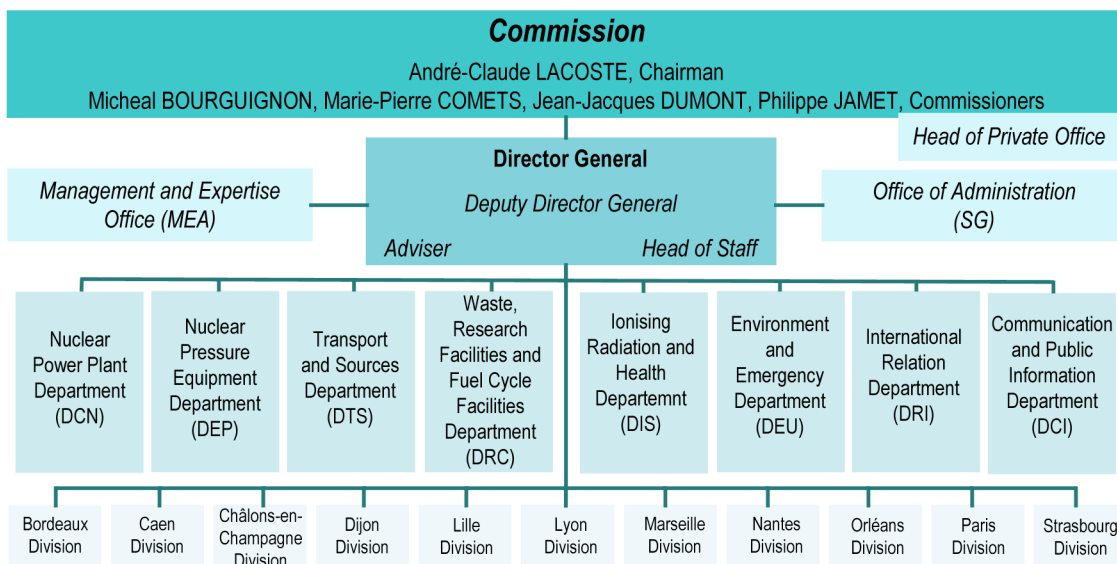 Commission
André-Claude LACOSTE, Chairman
Micheal BOURGUIGNON, Marie-Pierre COMETS, Jean-Jacques DUMONT, Philippe JAMET, Commissioners
Head of Private Office
Director General
Deputy Director General
Adviser
Head of Staff
Management and Expertise
Office (MEA)
Office of Administration
(SG)
Nuclear
Power Plant
Department
(DCN)
Nuclear
Pressure
Equipment
Department
(DEP)
Transport
and Sources
Department
(DTS)
Waste,
Research
Facilities and
Fuel Cycle
Facilities
Department
(DRC)
Ionising
Radiation and
Health
Departemnt
(DIS)
Environment
and
Emergency
Department
(DEU)
International
Relation
Department
(DRI)
Communication
and Public
Information
Department
(DCI)
Bordeaux
Division
Caen
Division
Châlons-en-
Champagne
Division
Dijon
Division
Lille
Division
Lyon
Division
Marseille
Division
Nantes
Division
Orléans
Division
Paris
Division
Strasbourg
Division